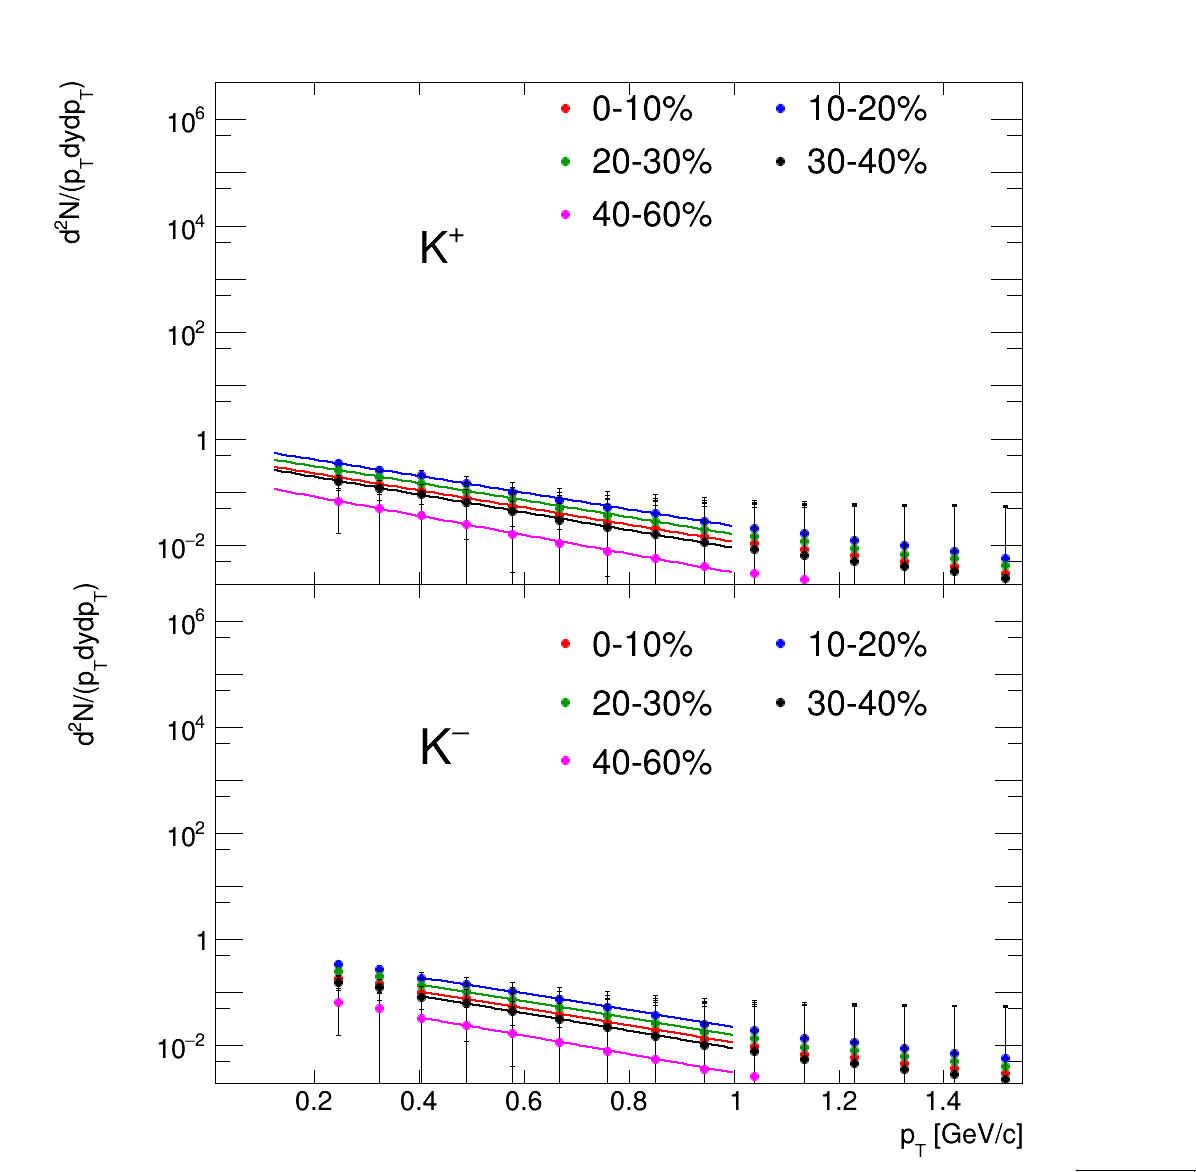 d²N/(p_T dydp_T)
10⁶
10⁴
10²
1
10⁻²
0-10% 10-20%
20-30% 30-40%
40-60%
K⁺
d²N/(p_T dydp_T)
10⁶
10⁴
10²
1
10⁻²
0-10% 10-20%
20-30% 30-40%
40-60%
K⁻
0.2 0.4 0.6 0.8 1 1.2 1.4
p_T [GeV/c]